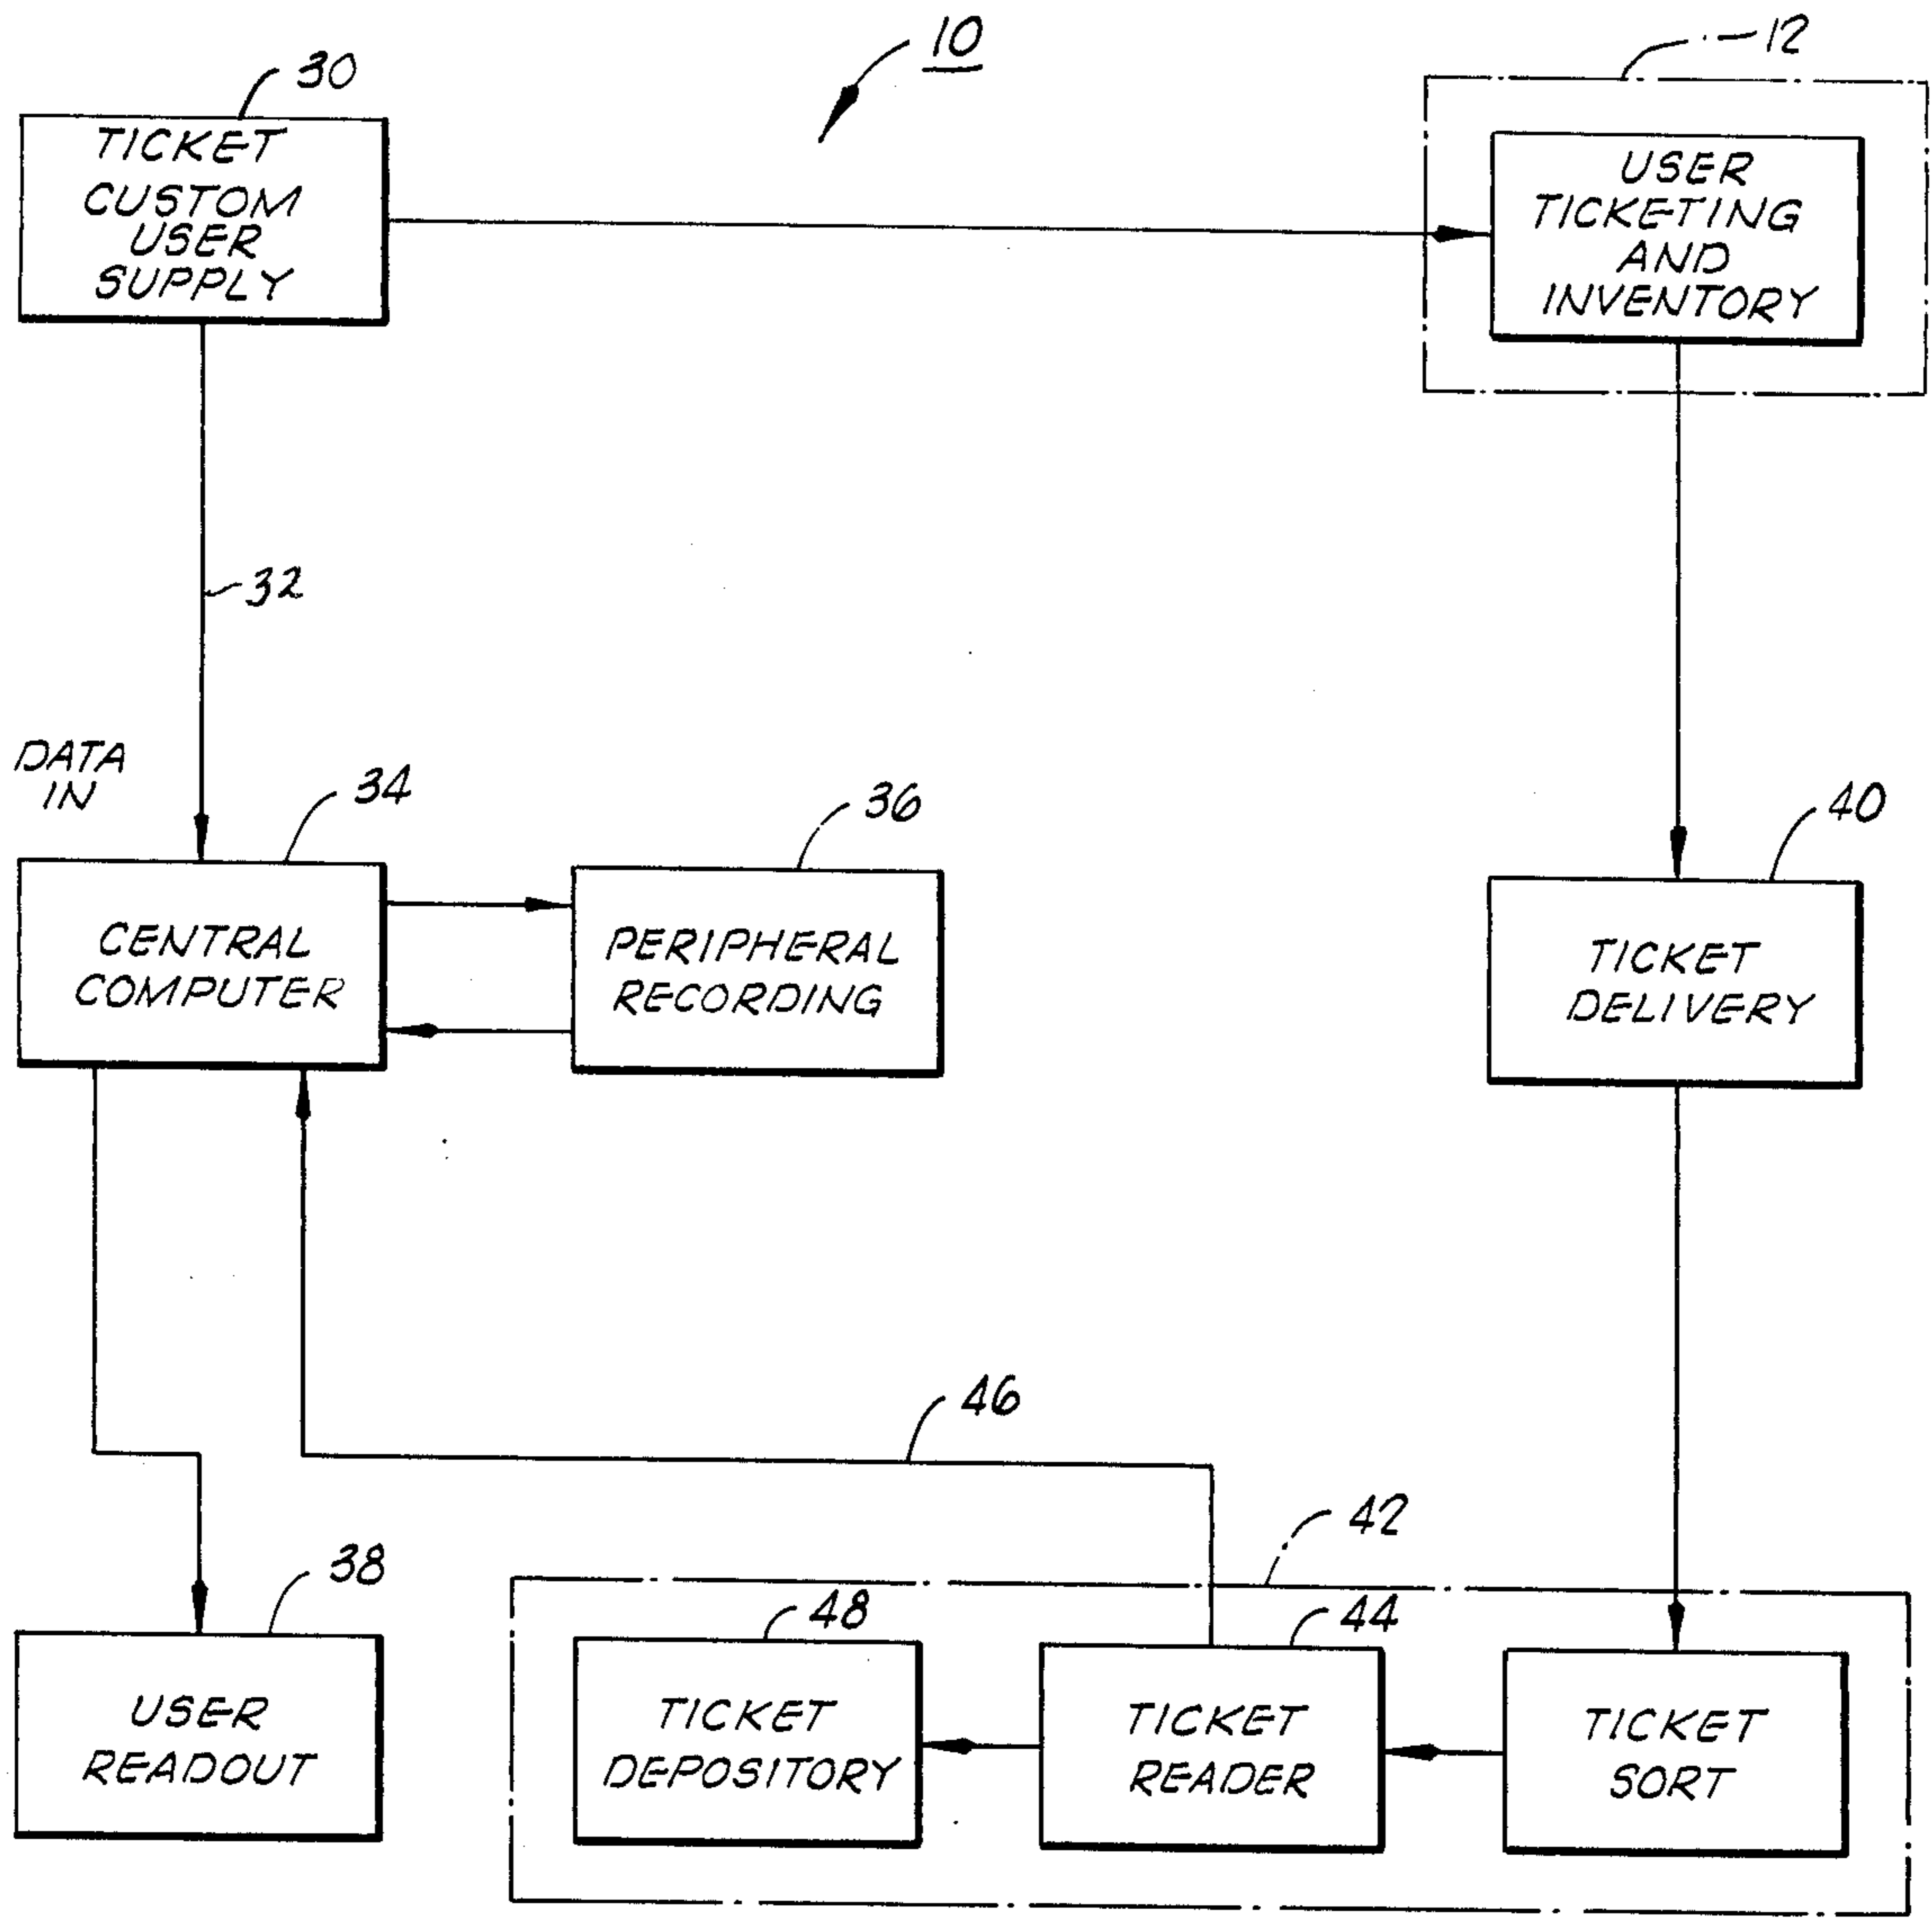 10
12
30
TICKET
CUSTOM
USER
SUPPLY
USER
TICKETING
AND
INVENTORY
32
DATA
IN
34
36
40
CENTRAL
COMPUTER
PERIPHERAL
RECORDING
TICKET
DELIVERY
46
42
38
48
44
USER
READOUT
TICKET
DEPOSITORY
TICKET
READER
TICKET
SORT